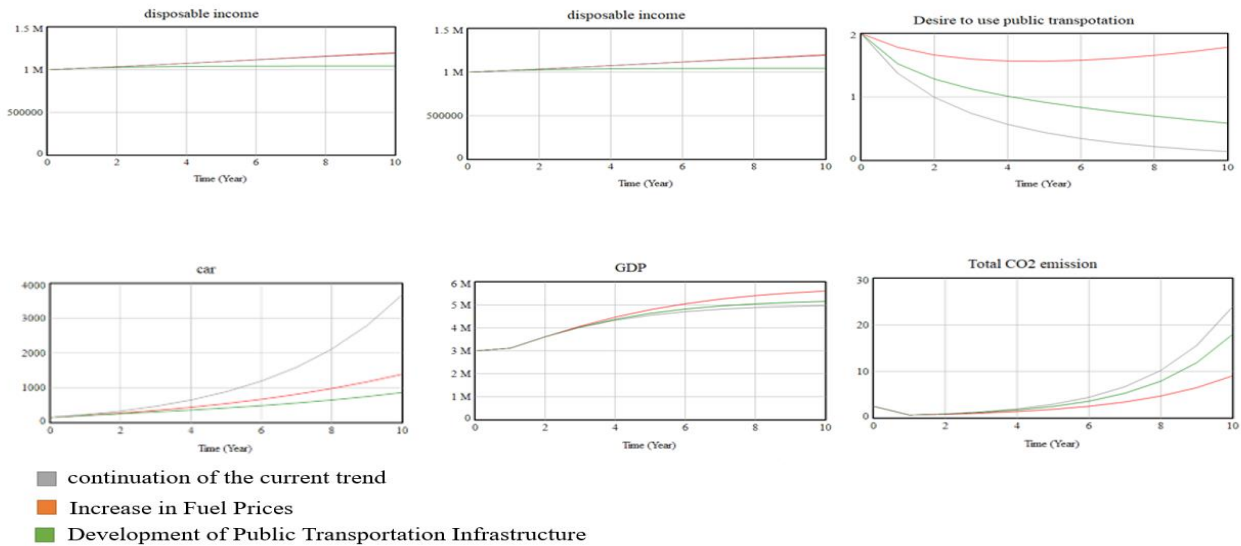 disposable income
1.5 M
1 M
500000
0
0 2 4 6 8 10
Time (Year)
disposable income
1.5 M
1 M
500000
0
0 2 4 6 8 10
Time (Year)
Desire to use public transpotation
2
1
0
0 2 4 6 8 10
Time (Year)
car
4000
3000
2000
1000
0
0 2 4 6 8 10
Time (Year)
GDP
6 M
5 M
4 M
3 M
2 M
1 M
0
0 2 4 6 8 10
Time (Year)
Total CO2 emission
30
20
10
0
0 2 4 6 8 10
Time (Year)
continuation of the current trend
Increase in Fuel Prices
Development of Public Transportation Infrastructure